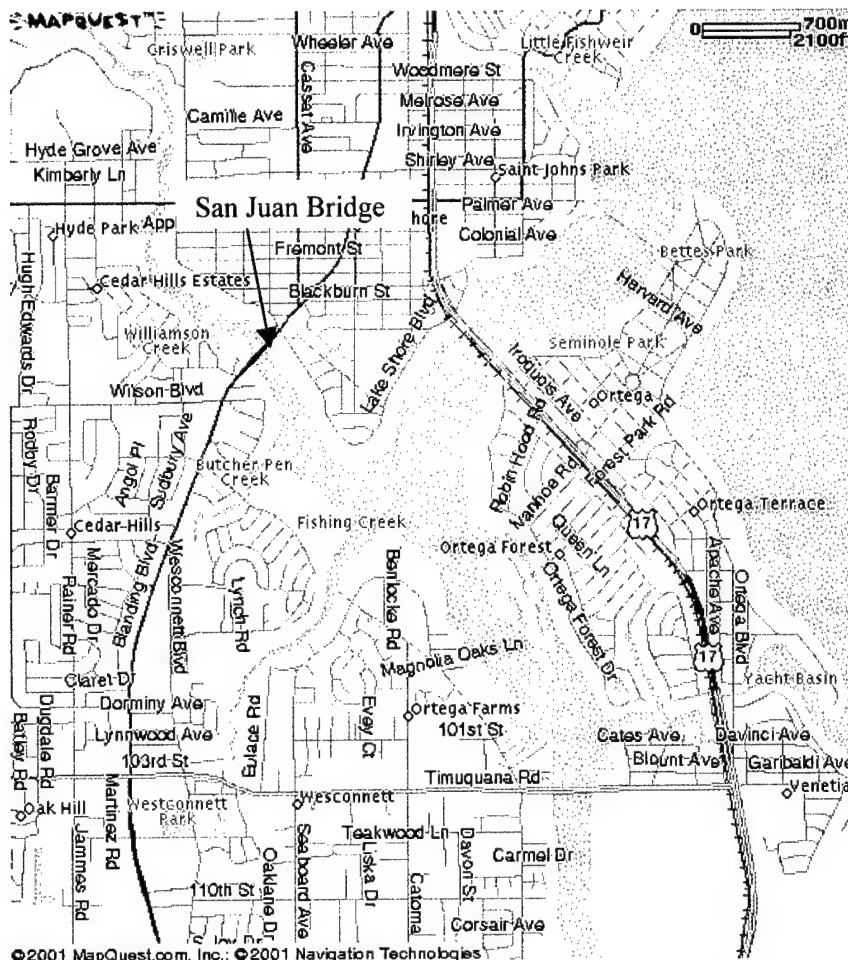 MAPQUEST
0 700m
2100ft
Criswell Park
Wheeler Ave
Little Fishweir
Creek
Woodmere St
Cassat Ave
Melrose Ave
Camille Ave
Irvington Ave
Hyde Grove Ave
Shirley Ave
Kimberly Ln
Saint Johns Park
San Juan Bridge
hore
Palmer Ave
Hyde Park
App
Colonial Ave
Fremont St
Bettes Park
Hugh Edwards Dr
Cedar Hills Estates
Blackburn St
Harvard Ave
Williamson
Creek
Lake Shore Blvd
Seminole Park
Iroquois Ave
Wilson Blvd
Ortega
Rodby Dr
Angol Pl
Sudbury Ave
Robin Hood Rd
Forest Park Rd
Butcher Pen
Creek
Ivanhoe Rd
Barmer Dr
Cedar Hills
Fishing Creek
17
Ortega Terrace
Queen Ln
Ortega Forest
Mercado Dr
Blanding Blvd
Wesconnett Blvd
Benlocke Rd
Apache Ave
Ortega Blvd
Rainer Rd
Lynch Rd
Ortega Forest Dr
17
Magnolia Oaks Ln
Claret Dr
Yacht Basin
Dorminy Ave
Ortega Farms
Batley Rd
Dugdale Rd
Lynnwood Ave
Eulace Rd
Evey Ct
101st St
Cates Ave
Davinci Ave
103rd St
Blount Ave
Garibaldi Ave
Timuquana Rd
Oak Hill
Martinez Rd
Westconnett
Park
Wesconnett
Venetia
Jammes Rd
Teakwood Ln
Carmel Dr
110th St
Oaklane Dr
Seaboard Ave
Liska Dr
Catoma
Davon St
Corsair Ave
S Joy Dr
©2001 MapQuest.com, Inc.; ©2001 Navigation Technologies